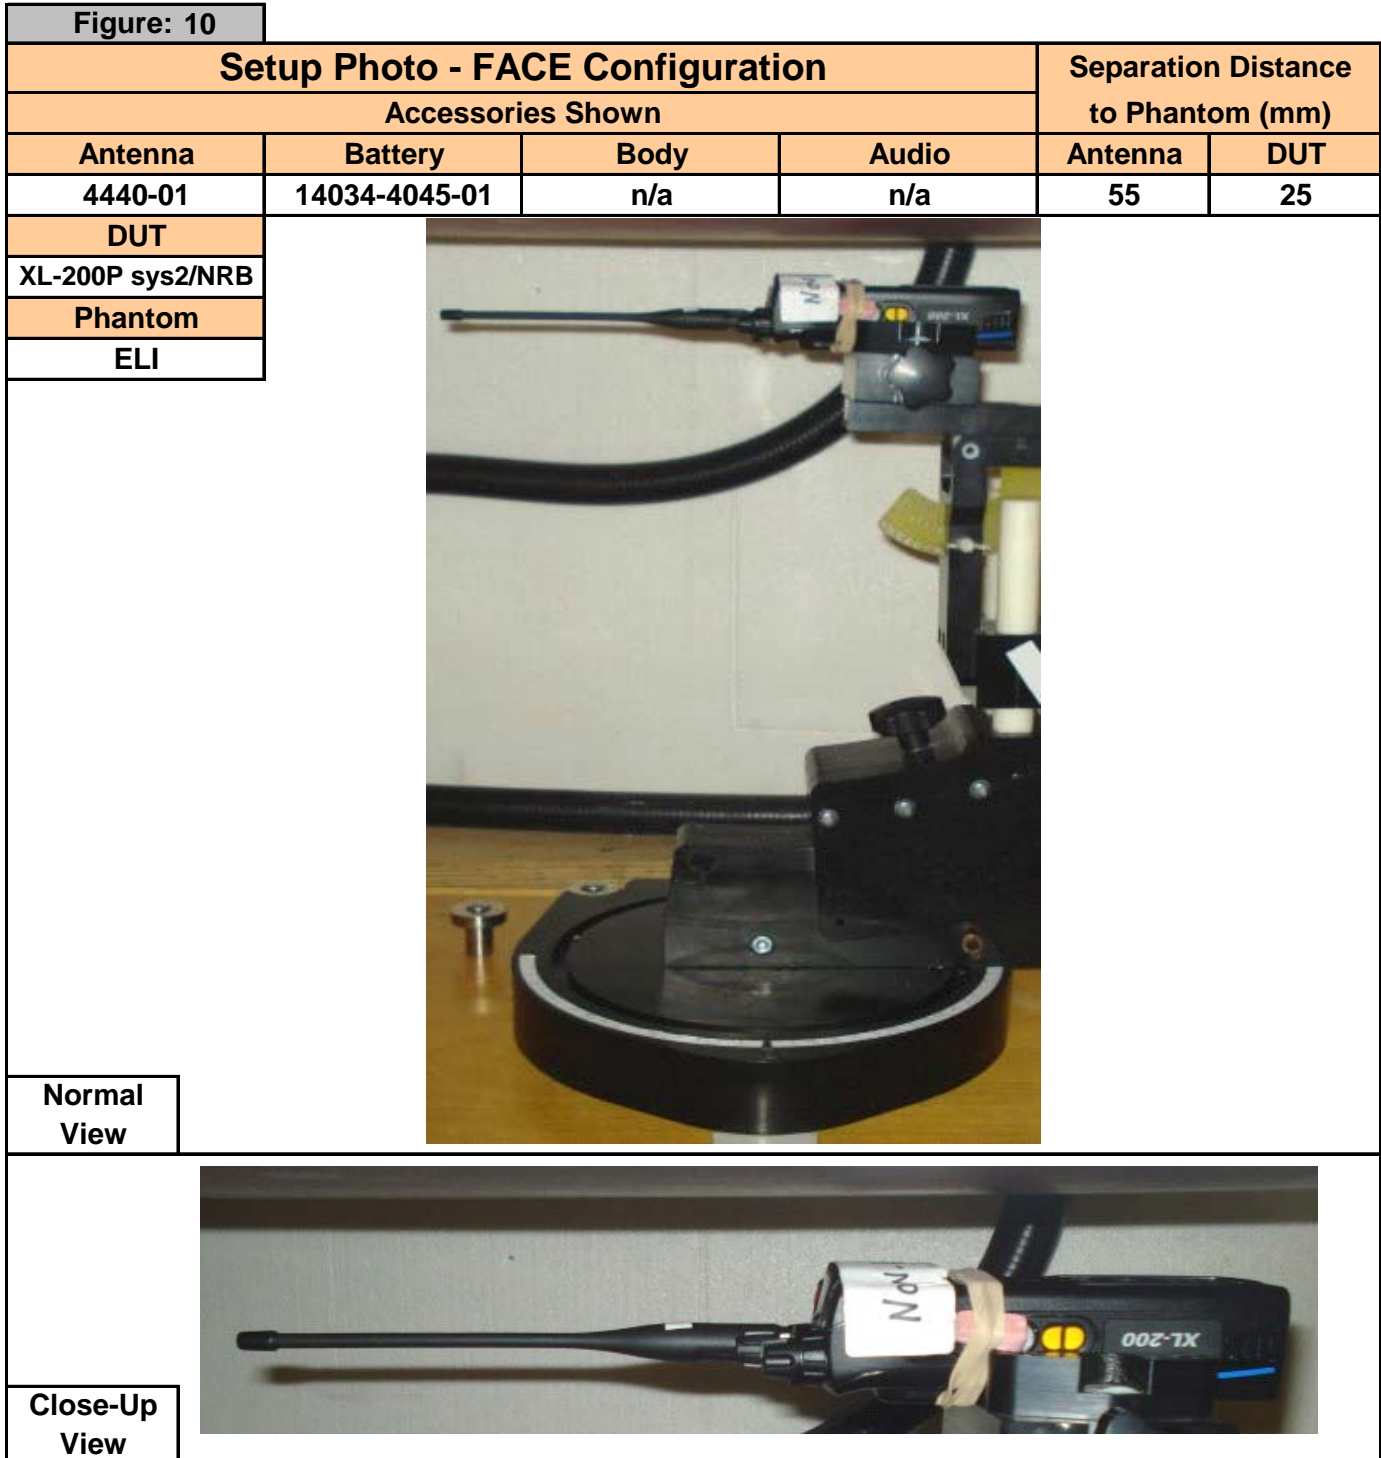 Figure: 10
Setup Photo - FACE Configuration
Separation Distance
to Phantom (mm)
Accessories Shown
Antenna Battery Body Audio Antenna DUT
4440-01 14034-4045-01 n/a n/a 55 25
DUT
XL-200P sys2/NRB
Phantom
ELI
XL-200
Normal
View
XL-200
Close-Up
View